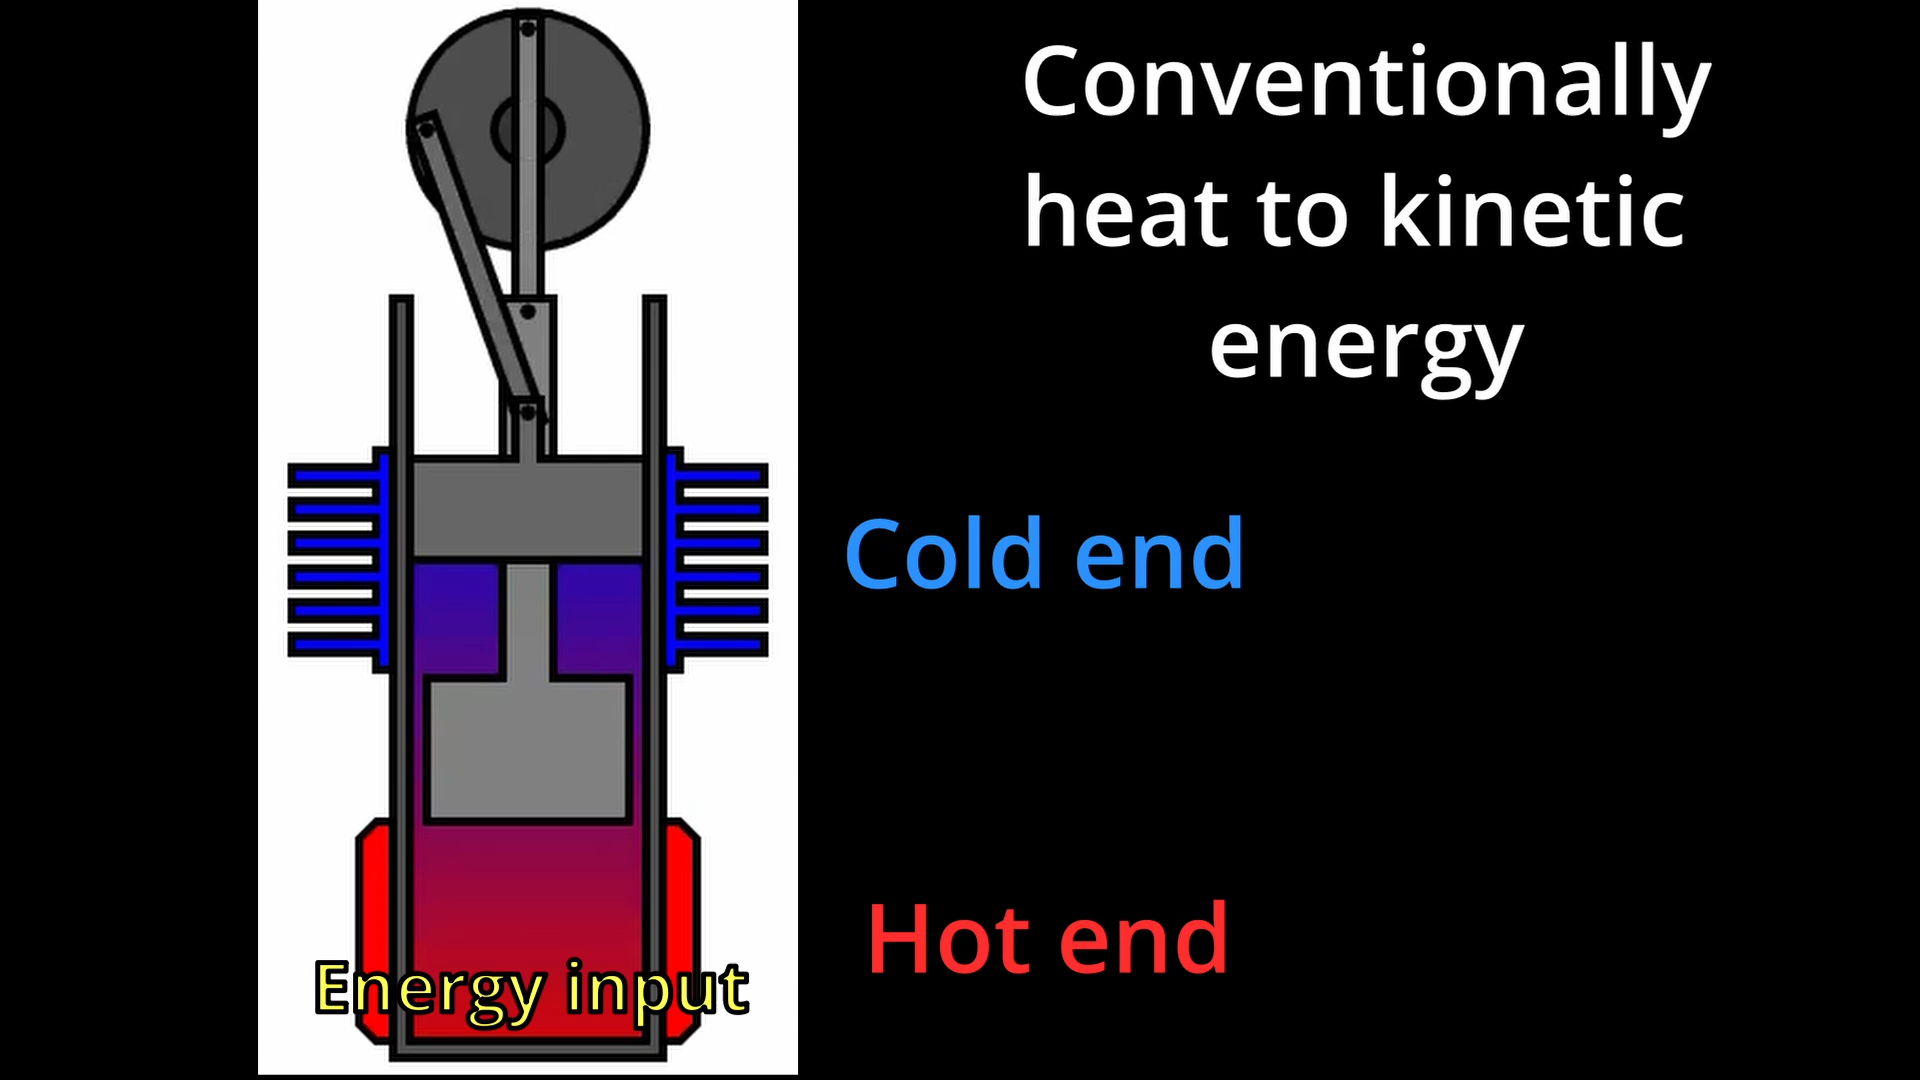 Conventionally
heat to kinetic
energy
Cold end
Hot end
Energy input